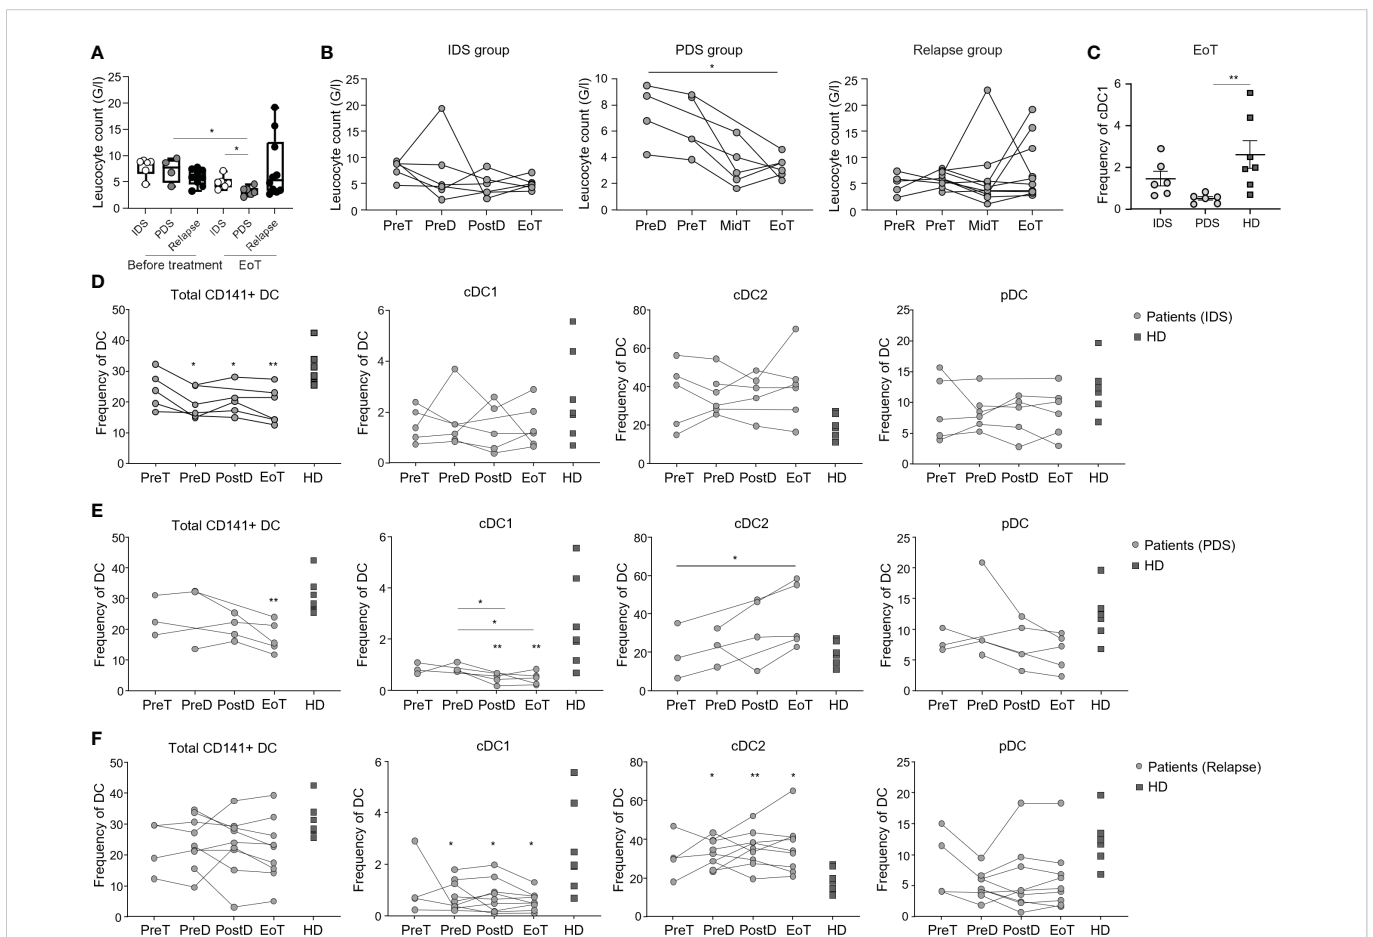 A
Leucocyte count (G/l)
25
20
15
10
5
0
*
*
IDS
PDS
Relapse
IDS
PDS
Relapse
Before treatment
EoT
B
IDS group
Leucocyte count (G/l)
25
20
15
10
5
0
PreT PreD PostD EoT
PDS group
Leucocyte count (G/l)
10
8
6
4
2
0
*
PreD PreT MidT EoT
Relapse group
Leucocyte count (G/l)
25
20
15
10
5
0
PreR PreT MidT EoT
C
EoT
Frequency of cDC1
6
4
2
0
**
IDS PDS HD
D
Total CD141+ DC
Frequency of DC
50
40
30
20
10
0
* * **
PreT PreD PostD EoT HD
cDC1
Frequency of DC
6
4
2
0
PreT PreD PostD EoT HD
cDC2
Frequency of DC
80
60
40
20
0
PreT PreD PostD EoT HD
pDC
Frequency of DC
25
20
15
10
5
0
PreT PreD PostD EoT HD
Patients (IDS)
HD
E
Total CD141+ DC
Frequency of DC
50
40
30
20
10
0
**
PreT PreD PostD EoT HD
cDC1
Frequency of DC
6
4
2
0
*
*
** **
PreT PreD PostD EoT HD
cDC2
Frequency of DC
80
60
40
20
0
*
PreT PreD PostD EoT HD
pDC
Frequency of DC
25
20
15
10
5
0
PreT PreD PostD EoT HD
Patients (PDS)
HD
F
Total CD141+ DC
Frequency of DC
50
40
30
20
10
0
PreT PreD PostD EoT HD
cDC1
Frequency of DC
6
4
2
0
* * *
PreT PreD PostD EoT HD
cDC2
Frequency of DC
80
60
40
20
0
* ** *
PreT PreD PostD EoT HD
pDC
Frequency of DC
25
20
15
10
5
0
PreT PreD PostD EoT HD
Patients (Relapse)
HD